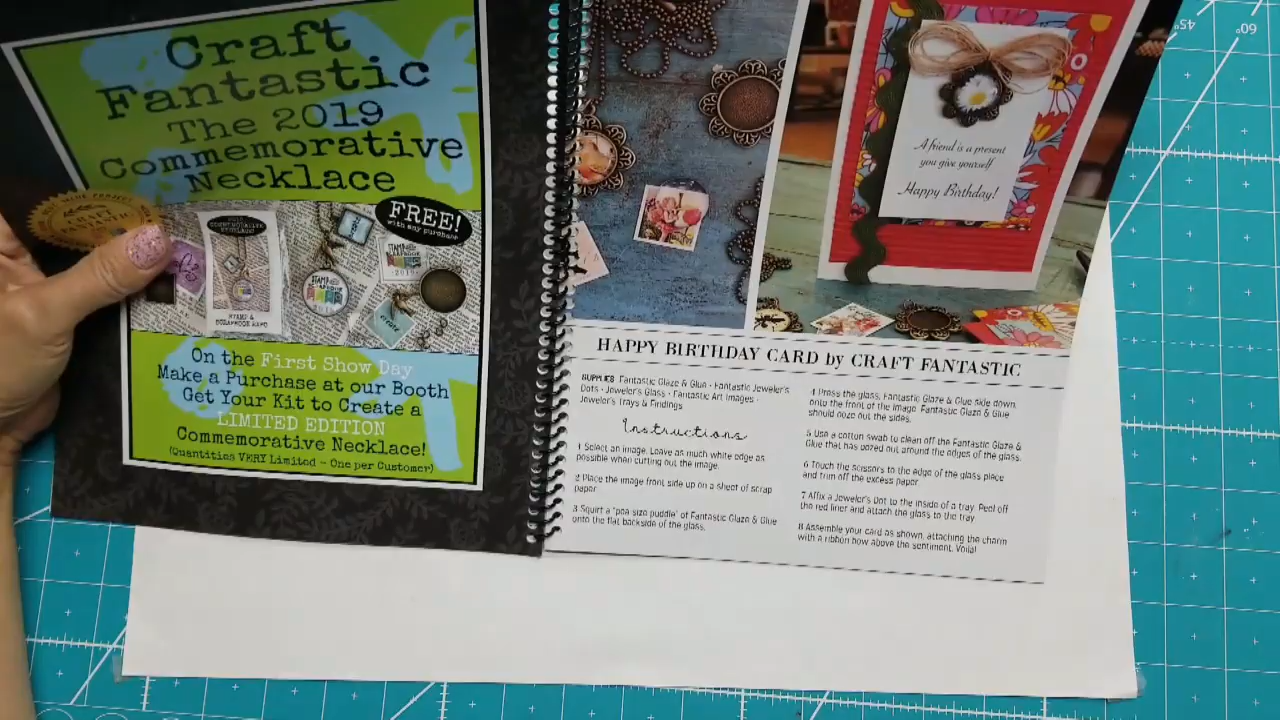 Craft
Fantastic
The 2019
Commemorative
Necklace
FREE!
with any purchase
COMMEMORATIVE
NECKLACE!
STAMP &
SCRAPBOOK EXPO
2019
create
On the First Show Day
Make a Purchase at our Booth
Get Your Kit to Create a
LIMITED EDITION
Commemorative Necklace!
(Quantities VERY Limited - One per Customer)
A friend is a present
you give yourself
Happy Birthday!
HAPPY BIRTHDAY CARD by CRAFT FANTASTIC
SUPPLIES Fantastic Glaze & Glue • Fantastic Jeweler's
Dots • Jeweler's Glass • Fantastic Art Images •
Jeweler's Trays & Findings
Instructions
1 Select an image. Leave as much white edge as
possible when cutting out the image.
2 Place the image front side up on a sheet of scrap
paper
3 Squirt a "pea size puddle" of Fantastic Glaze & Glue
onto the flat backside of the glass.
4 Press the glass, Fantastic Glaze & Glue side down,
onto the front of the image. Fantastic Glaze & Glue
should ooze out the sides.
5 Use a cotton swab to clean off the Fantastic Glaze &
Glue that has oozed out around the edges of the glass.
6 Touch the scissors to the edge of the glass piece
and trim off the excess paper
7 Affix a Jeweler's Dot to the inside of a tray. Peel off
the red liner and attach the glass to the tray
8 Assemble your card as shown, attaching the charm
with a ribbon bow above the sentiment. Voila!
45°
60°